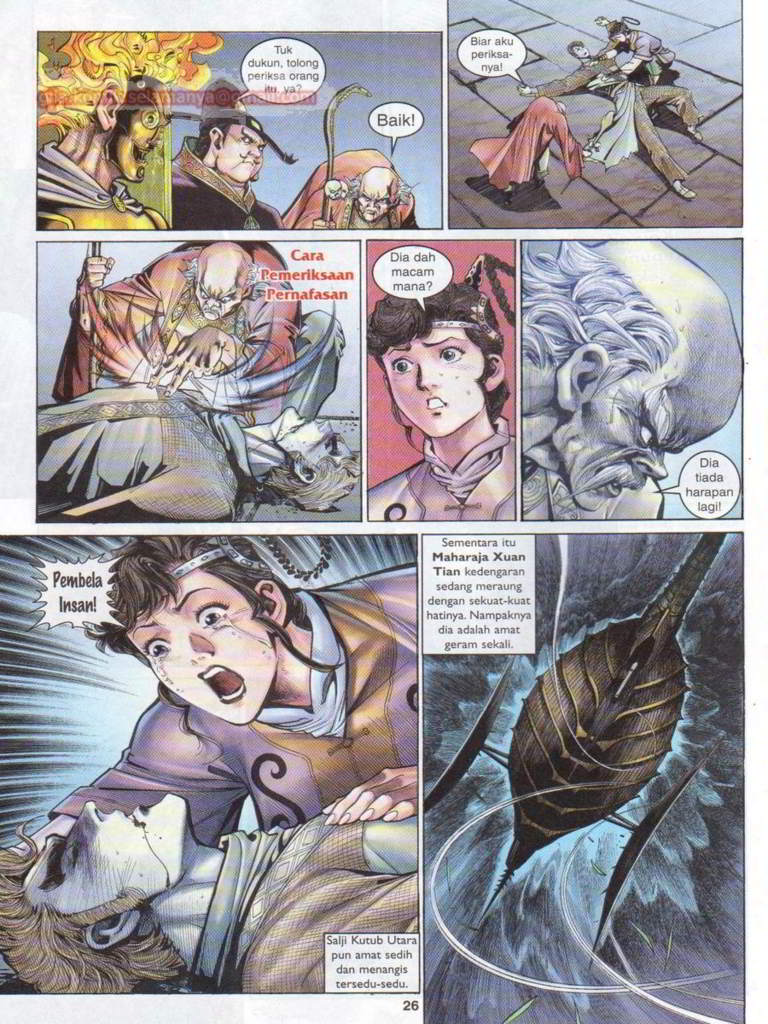 Tuk
dukun, tolong
periksa orang
itu, ya?
Baik!
Biar aku
periksa-
nya!
Cara
Pemeriksaan
Pernafasan
Dia dah
macam
mana?
Dia
tiada
harapan
lagi!
Pembela
Insan!
Salji Kutub Utara
pun amat sedih
dan menangis
tersedu-sedu.
Sementara itu
Maharaja Xuan
Tian kedengaran
sedang meraung
dengan sekuat-kuat
hatinya. Nampaknya
dia adalah amat
geram sekali.
26